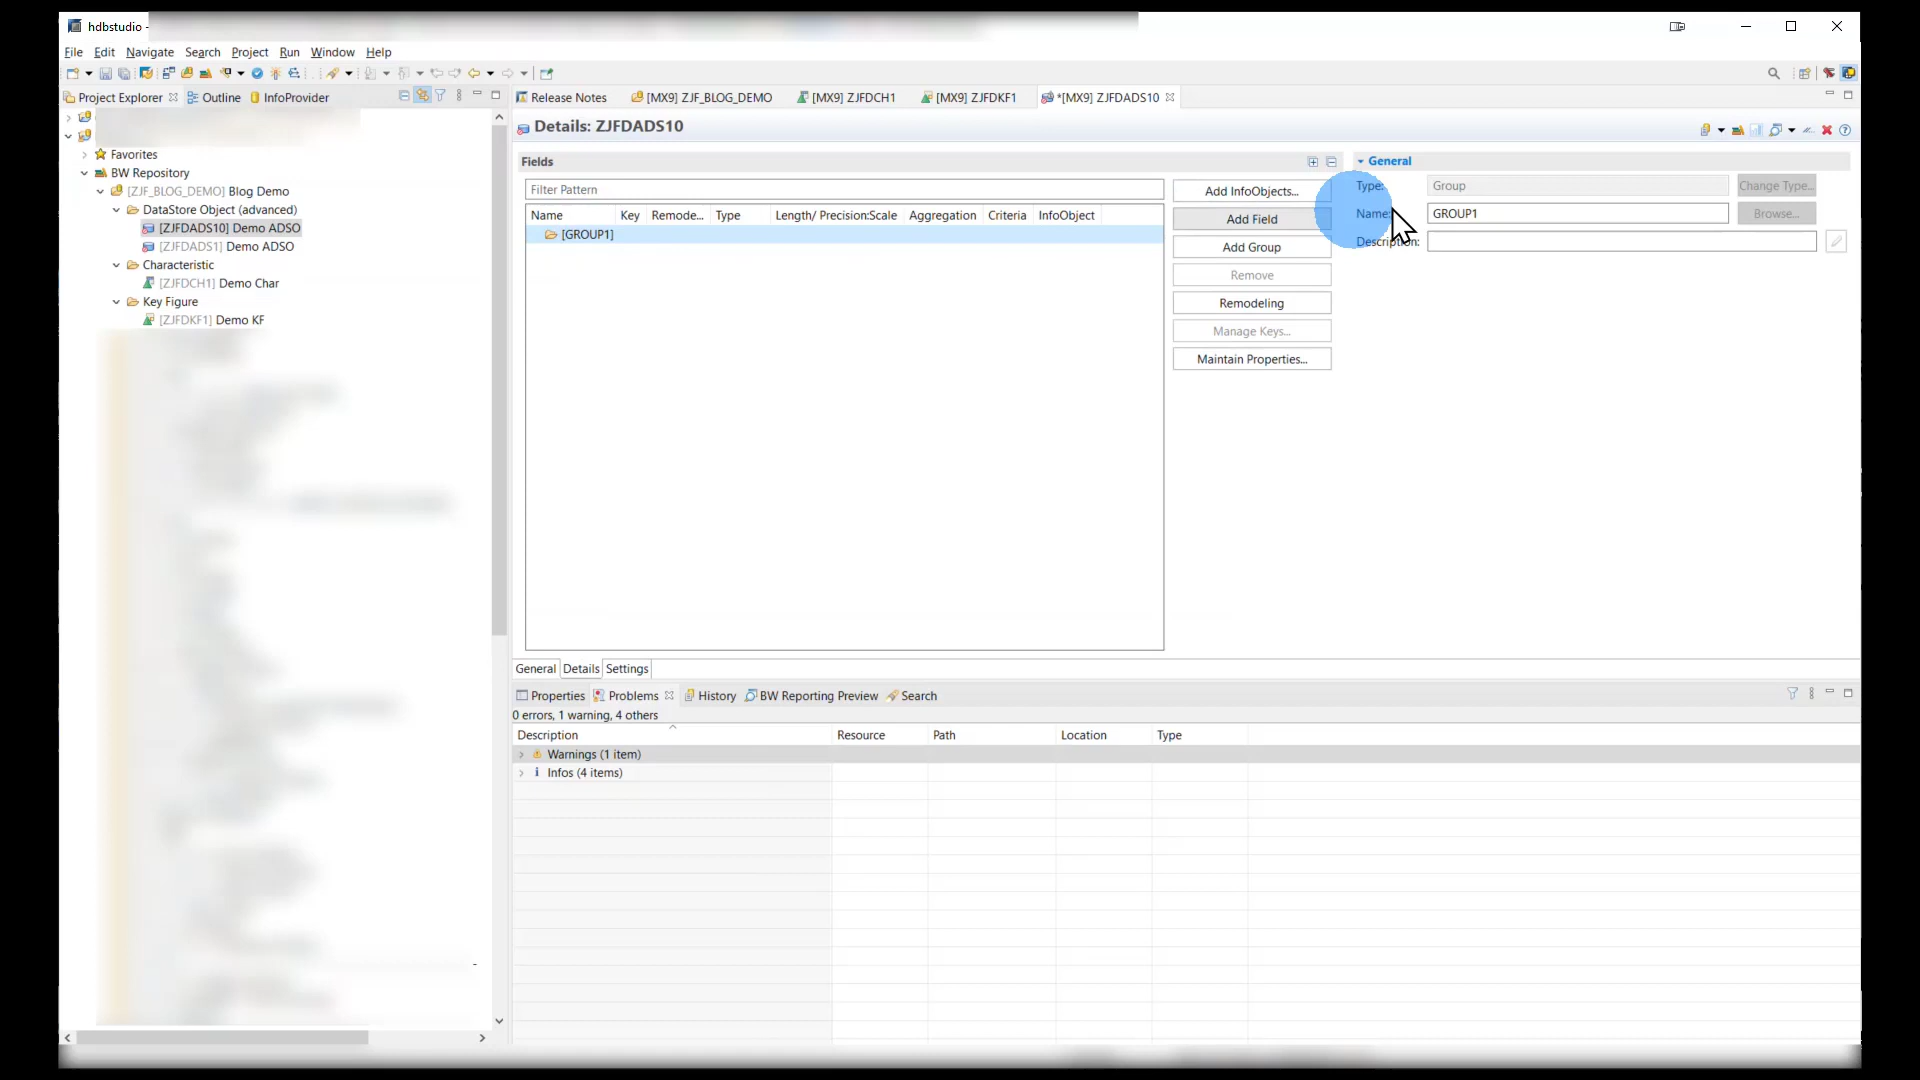 hdbstudio -
File Edit Navigate Search Project Run Window Help
Project Explorer Outline InfoProvider
Favorites
BW Repository
[ZJF_BLOG_DEMO] Blog Demo
DataStore Object (advanced)
[ZJFDADS10] Demo ADSO
[ZJFDADS1] Demo ADSO
Characteristic
[ZJFDCH1] Demo Char
Key Figure
[ZJFDKF1] Demo KF
Release Notes [MX9] ZJF_BLOG_DEMO [MX9] ZJFDCH1 [MX9] ZJFDKF1 *[MX9] ZJFDADS10
Details: ZJFDADS10
Fields
Filter Pattern
Name Key Remode... Type Length/ Precision:Scale Aggregation Criteria InfoObject
[GROUP1]
Add InfoObjects...
Add Field
Add Group
Remove
Remodeling
Manage Keys...
Maintain Properties...
General
Type: Group Change Type...
Name: GROUP1 Browse...
Description:
General Details Settings
Properties Problems History BW Reporting Preview Search
0 errors, 1 warning, 4 others
Description Resource Path Location Type
Warnings (1 item)
Infos (4 items)